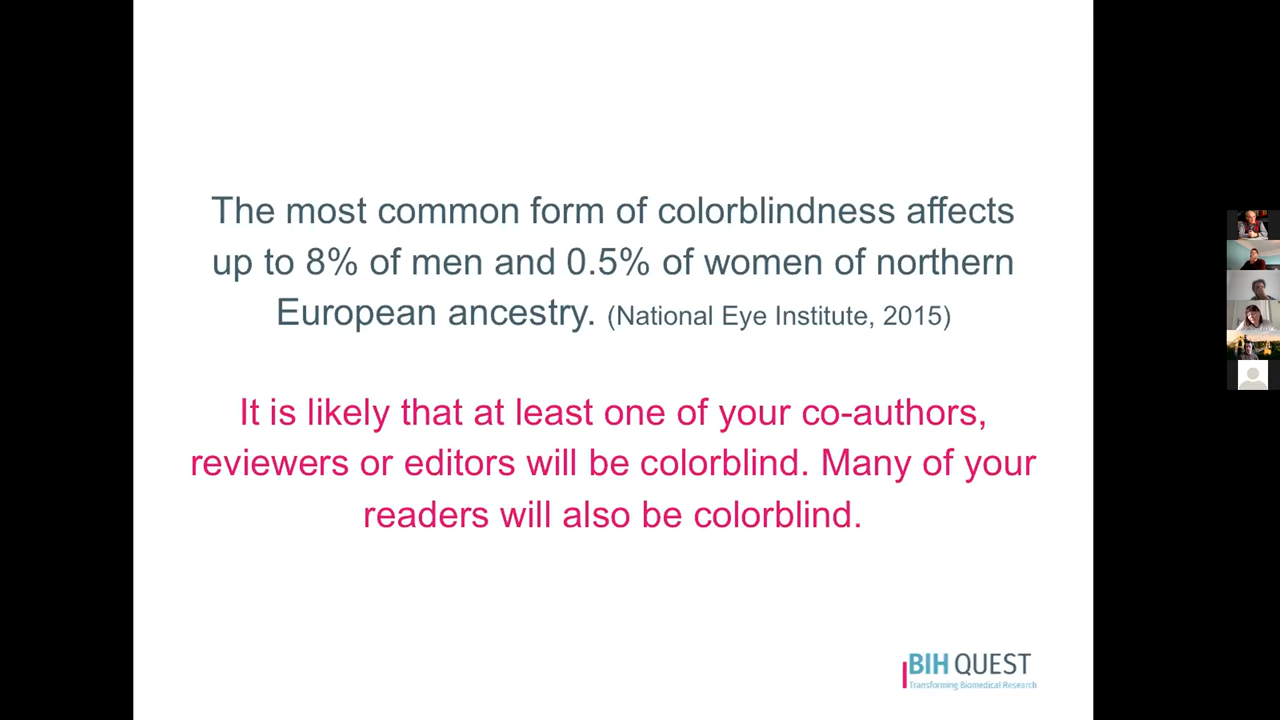 The most common form of colorblindness affects
up to 8% of men and 0.5% of women of northern
European ancestry. (National Eye Institute, 2015)
It is likely that at least one of your co-authors,
reviewers or editors will be colorblind. Many of your
readers will also be colorblind.
BIH QUEST
Transforming Biomedical Research